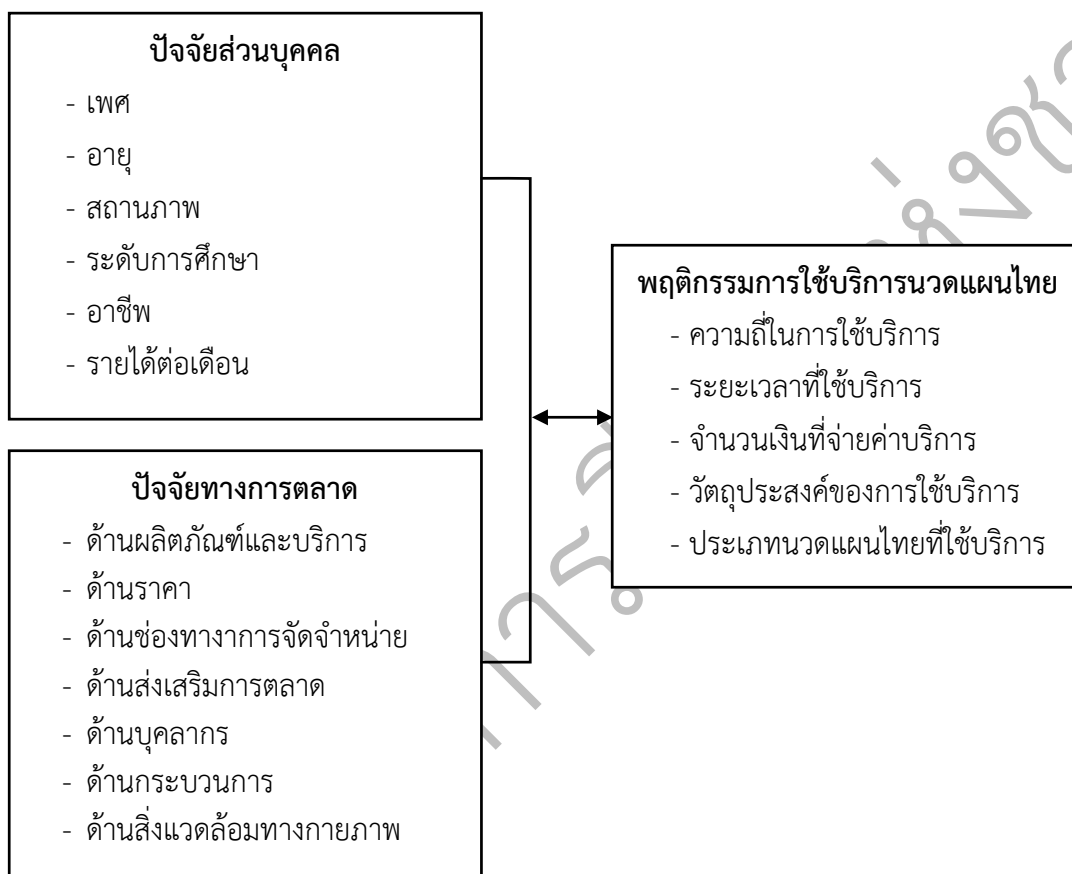 ปัจจัยส่วนบุคคล
- เพศ
- อายุ
- สถานภาพ
- ระดับการศึกษา
- อาชีพ
- รายได้ต่อเดือน
ปัจจัยทางการตลาด
- ด้านผลิตภัณฑ์และบริการ
- ด้านราคา
- ด้านช่องทางาการจัดจำหน่าย
- ด้านส่งเสริมการตลาด
- ด้านบุคลากร
- ด้านกระบวนการ
- ด้านสิ่งแวดล้อมทางกายภาพ
พฤติกรรมการใช้บริการนวดแผนไทย
- ความถี่ในการใช้บริการ
- ระยะเวลาที่ใช้บริการ
- จำนวนเงินที่จ่ายค่าบริการ
- วัตถุประสงค์ของการใช้บริการ
- ประเภทนวดแผนไทยที่ใช้บริการ